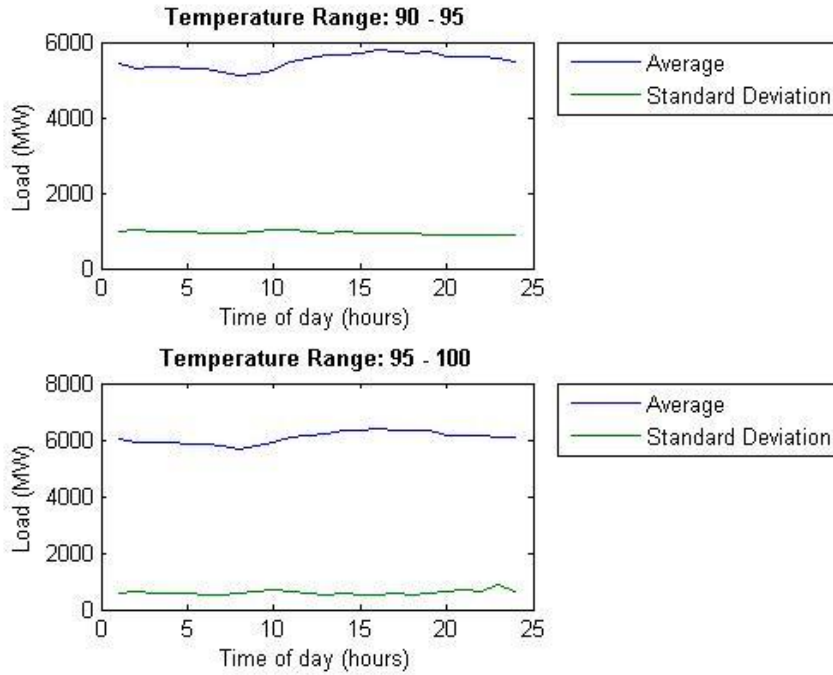 Temperature Range: 90 - 95
6000
4000
2000
0
Load (MW)
0 5 10 15 20 25
Time of day (hours)
Average
Standard Deviation
Temperature Range: 95 - 100
8000
6000
4000
2000
0
Load (MW)
0 5 10 15 20 25
Time of day (hours)
Average
Standard Deviation